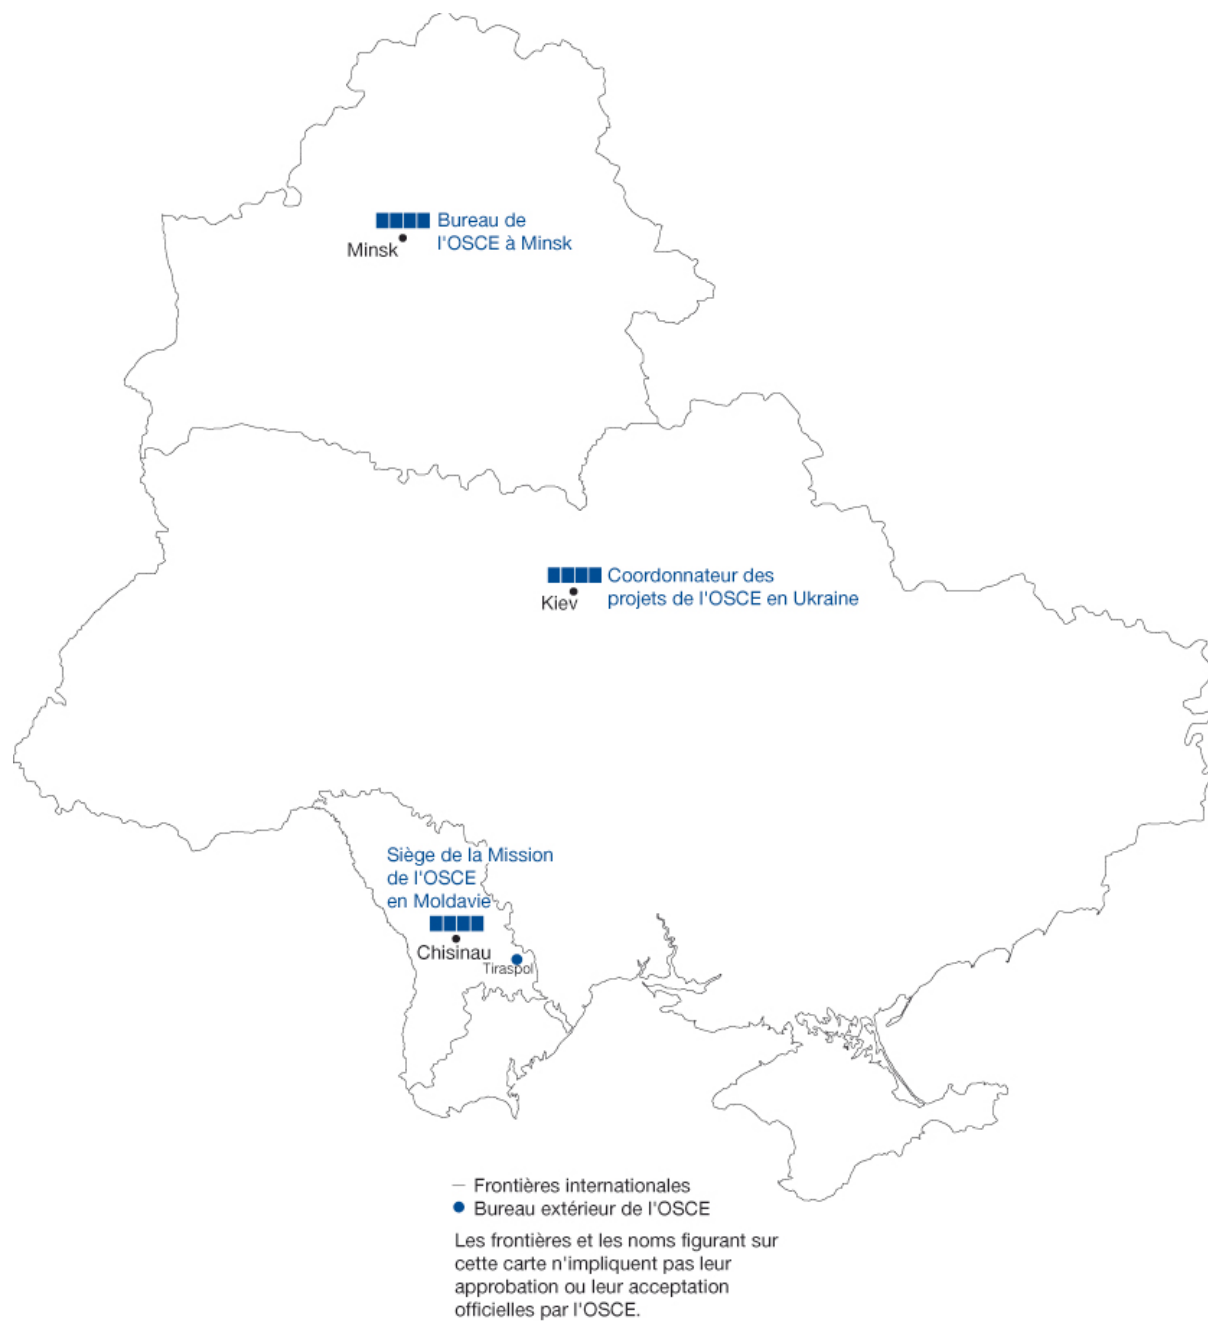 Bureau de
l'OSCE à Minsk
Minsk
Coordonnateur des
projets de l'OSCE en Ukraine
Kiev
Siège de la Mission
de l'OSCE
en Moldavie
Chisinau
Tiraspol
Frontières internationales
Bureau extérieur de l'OSCE
Les frontières et les noms figurant sur
cette carte n'impliquent pas leur
approbation ou leur acceptation
officielles par l'OSCE.